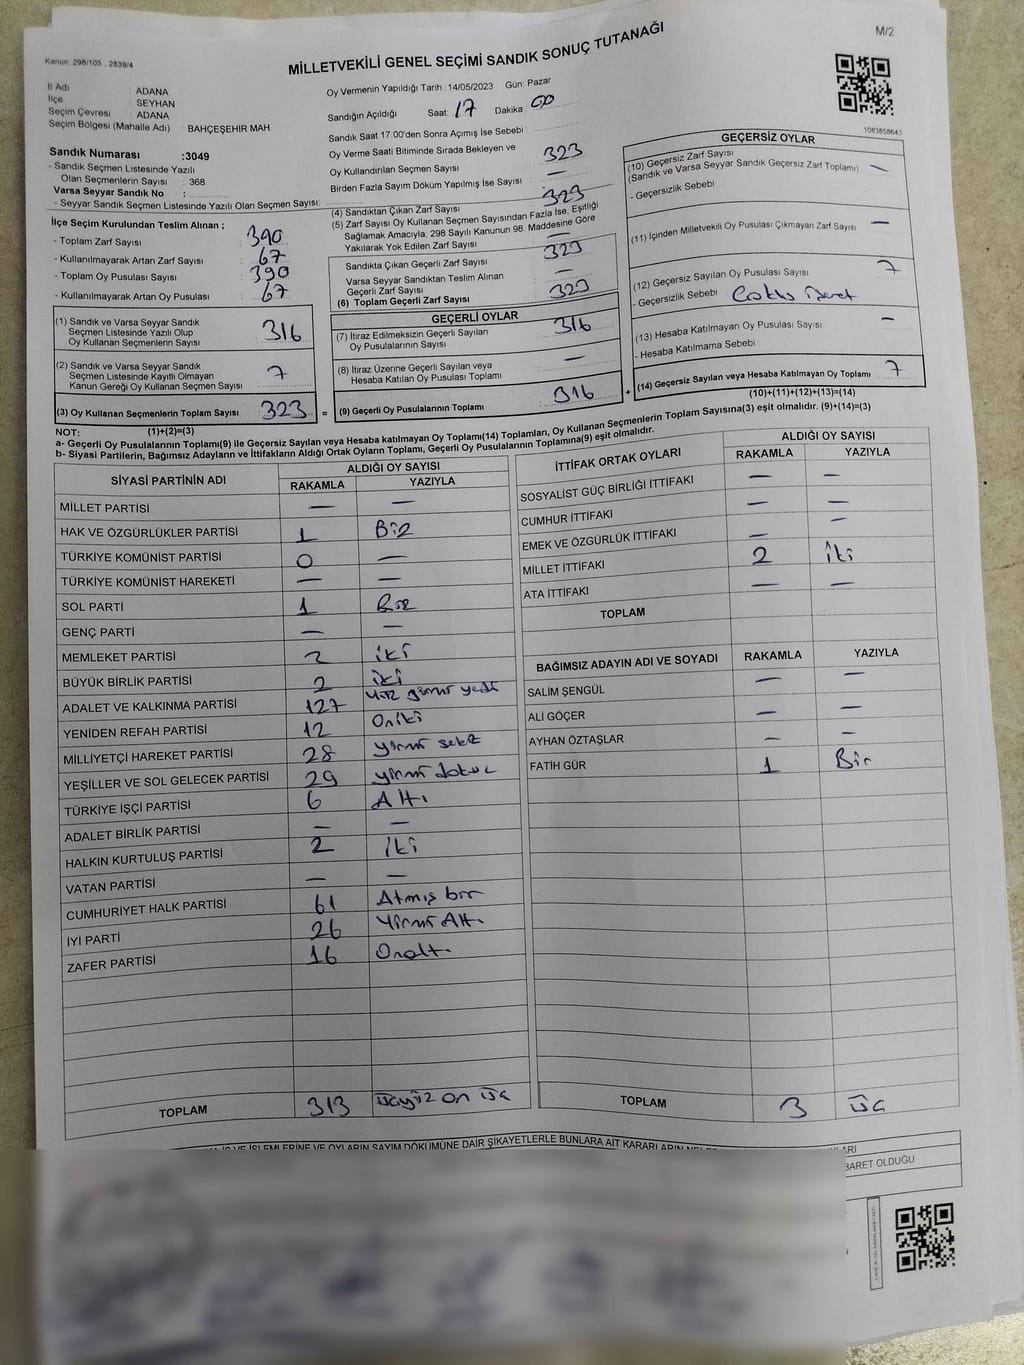 M/2
Kanun: 298/105 , 2839/4
MİLLETVEKİLİ GENEL SEÇİMİ SANDIK SONUÇ TUTANAĞI
İl Adı : ADANA
İlçe : SEYHAN
Seçim Çevresi : ADANA
Seçim Bölgesi (Mahalle Adı) : BAHÇEŞEHİR MAH
Sandık Numarası :3049
- Sandık Seçmen Listesinde Yazılı
Olan Seçmenlerin Sayısı : 368
Varsa Seyyar Sandık No :
- Seyyar Sandık Seçmen Listesinde Yazılı Olan Seçmen Sayısı:
Oy Vermenin Yapıldığı Tarih :14/05/2023 Gün: Pazar
Sandığın Açıldığı Saat: 17 Dakika : 00
Sandık Saat 17.00'den Sonra Açımış İse Sebebi :
Oy Verme Saati Bitiminde Sırada Bekleyen ve
Oy Kullandırılan Seçmen Sayısı : 323
Birden Fazla Sayım Döküm Yapılmış İse Sayısı : —
1083858643
İlçe Seçim Kurulundan Teslim Alınan ;
- Toplam Zarf Sayısı : 390
- Kullanılmayarak Artan Zarf Sayısı : 67
- Toplam Oy Pusulası Sayısı : 390
- Kullanılmayarak Artan Oy Pusulası : 67
(1) Sandık ve Varsa Seyyar Sandık
Seçmen Listesinde Yazılı Olup
Oy Kullanan Seçmenlerin Sayısı 316
(2) Sandık ve Varsa Seyyar Sandık
Seçmen Listesinde Kayıtlı Olmayan
Kanun Gereği Oy Kullanan Seçmen Sayısı 7
(3) Oy Kullanan Seçmenlerin Toplam Sayısı 323 =
(1)+(2)=(3)
(4) Sandıktan Çıkan Zarf Sayısı 323
(5) Zarf Sayısı Oy Kullanan Seçmen Sayısından Fazla İse, Eşitliği
Sağlamak Amacıyla, 298 Sayılı Kanunun 98. Maddesine Göre
Yakılarak Yok Edilen Zarf Sayısı —
Sandıkta Çıkan Geçerli Zarf Sayısı 323
Varsa Seyyar Sandıktan Teslim Alınan
Geçerli Zarf Sayısı —
(6) Toplam Geçerli Zarf Sayısı 323
GEÇERLİ OYLAR
(7) İtiraz Edilmeksizin Geçerli Sayılan
Oy Pusulalarının Sayısı 316
(8) İtiraz Üzerine Geçerli Sayılan veya
Hesaba Katılan Oy Pusulası Toplamı —
(9) Geçerli Oy Pusulalarının Toplamı 316 +
GEÇERSİZ OYLAR
(10) Geçersiz Zarf Sayısı
(Sandık ve Varsa Seyyar Sandık Geçersiz Zarf Toplamı) —
- Geçersizlik Sebebi :
(11) İçinden Milletvekili Oy Pusulası Çıkmayan Zarf Sayısı —
(12) Geçersiz Sayılan Oy Pusulası Sayısı 7
- Geçersizlik Sebebi işaret
(13) Hesaba Katılmayan Oy Pusulası Sayısı —
- Hesaba Katılmama Sebebi
(14) Geçersiz Sayılan veya Hesaba Katılmayan Oy Toplamı 7
(10)+(11)+(12)+(13)=(14)
NOT:
a- Geçerli Oy Pusulalarının Toplamı(9) ile Geçersiz Sayılan veya Hesaba katılmayan Oy Toplamı(14) Toplamları, Oy Kullanan Seçmenlerin Toplam Sayısına(3) eşit olmalıdır. (9)+(14)=(3)
b- Siyasi Partilerin, Bağımsız Adayların ve İttifakların Aldığı Ortak Oyların Toplamı, Geçerli Oy Pusulalarının Toplamına(9) eşit olmalıdır.
SİYASİ PARTİNİN ADI ALDIĞI OY SAYISI
RAKAMLA YAZIYLA
MİLLET PARTİSİ — —
HAK VE ÖZGÜRLÜKLER PARTİSİ 1 Bir
TÜRKİYE KOMÜNİST PARTİSİ 0 —
TÜRKİYE KOMÜNİST HAREKETİ — —
SOL PARTİ 1 Bir
GENÇ PARTİ — —
MEMLEKET PARTİSİ 2 iki
BÜYÜK BİRLİK PARTİSİ 2 iki
ADALET VE KALKINMA PARTİSİ 127 yüz yirmi yedi
YENİDEN REFAH PARTİSİ 12 Oniki
MİLLİYETÇİ HAREKET PARTİSİ 28 yirmi sekiz
YEŞİLLER VE SOL GELECEK PARTİSİ 29 yirmi dokuz
TÜRKİYE İŞÇİ PARTİSİ 6 Altı
ADALET BİRLİK PARTİSİ — —
HALKIN KURTULUŞ PARTİSİ 2 iki
VATAN PARTİSİ — —
CUMHURİYET HALK PARTİSİ 61 Atmış bir
İYİ PARTİ 26 Yirmi Altı
ZAFER PARTİSİ 16 Onaltı
TOPLAM 313 üçyüz on üç
İTTİFAK ORTAK OYLARI ALDIĞI OY SAYISI
RAKAMLA YAZIYLA
SOSYALİST GÜÇ BİRLİĞİ İTTİFAKI — —
CUMHUR İTTİFAKI — —
EMEK VE ÖZGÜRLÜK İTTİFAKI — —
MİLLET İTTİFAKI 2 iki
ATA İTTİFAKI — —
TOPLAM
BAĞIMSIZ ADAYIN ADI VE SOYADI RAKAMLA YAZIYLA
SALİM ŞENGÜL — —
ALİ GÖÇER — —
AYHAN ÖZTAŞLAR — —
FATİH GÜR 1 Bir
TOPLAM 3 üç
İŞLEMLERİNE VE OYLARIN SAYIM DÖKÜMÜNE DAİR ŞİKAYETLERLE BUNLARA AİT KARARLARIN
BARET OLDUĞU